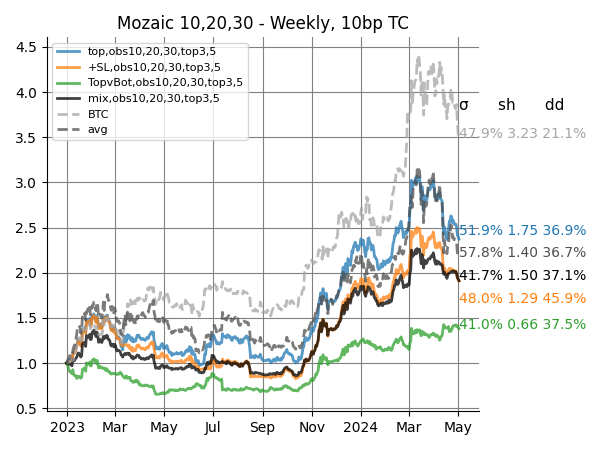 Mozaic 10,20,30 - Weekly, 10bp TC
4.5
4.0
3.5
3.0
2.5
2.0
1.5
1.0
0.5
top,obs10,20,30,top3,5
+SL,obs10,20,30,top3,5
TopvBot,obs10,20,30,top3,5
mix,obs10,20,30,top3,5
BTC
avg
σ sh dd
47.9% 3.23 21.1%
51.9% 1.75 36.9%
57.8% 1.40 36.7%
41.7% 1.50 37.1%
48.0% 1.29 45.9%
41.0% 0.66 37.5%
2023 Mar May Jul Sep Nov 2024 Mar May